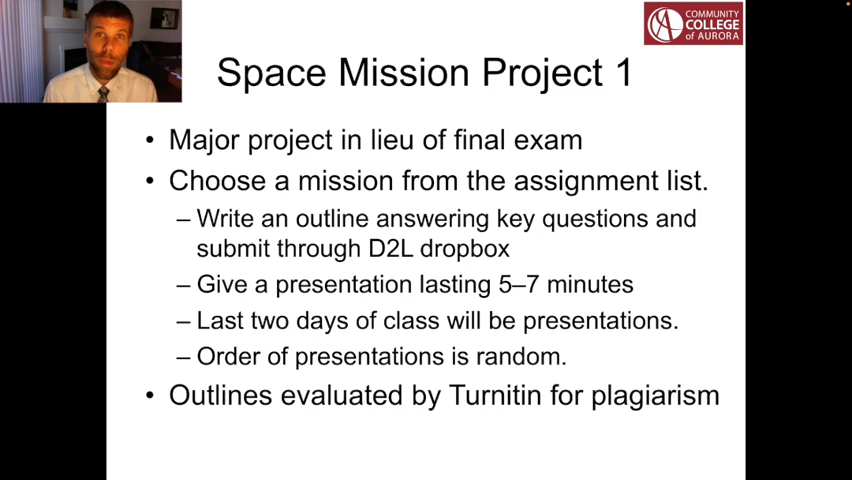 COMMUNITY
COLLEGE
of AURORA
Space Mission Project 1
• Major project in lieu of final exam
• Choose a mission from the assignment list.
– Write an outline answering key questions and
submit through D2L dropbox
– Give a presentation lasting 5–7 minutes
– Last two days of class will be presentations.
– Order of presentations is random.
• Outlines evaluated by Turnitin for plagiarism